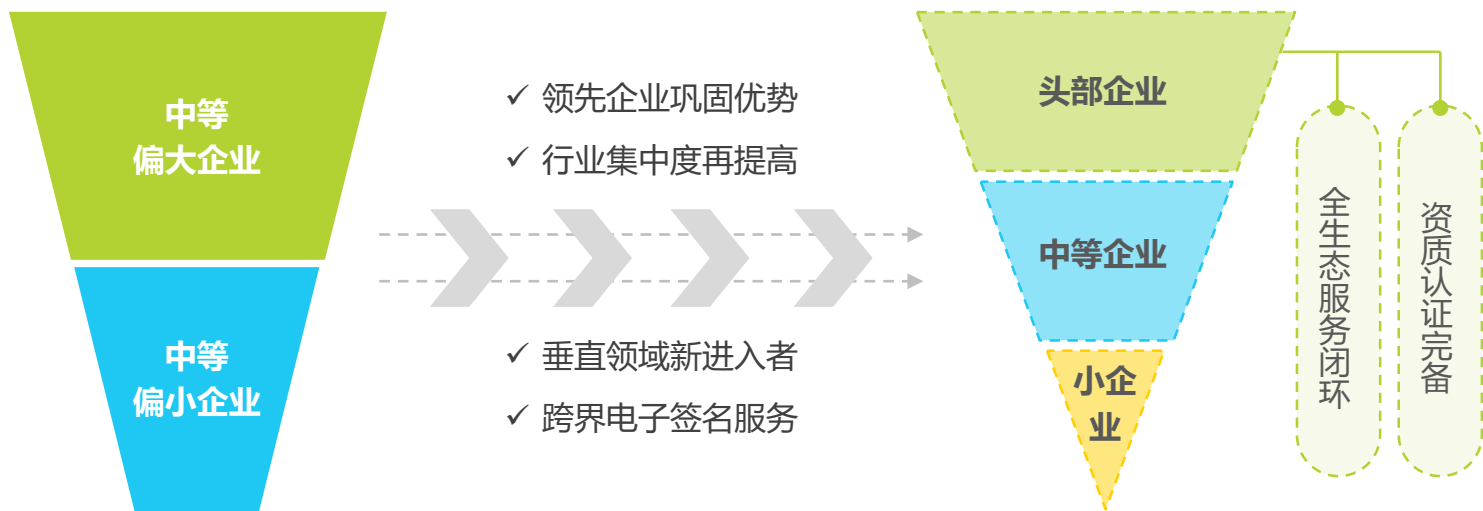 中等
偏大企业
中等
偏小企业
✓ 领先企业巩固优势
✓ 行业集中度再提高
✓ 垂直领域新进入者
✓ 跨界电子签名服务
头部企业
中等企业
小企
业
全生态服务闭环
资质认证完备